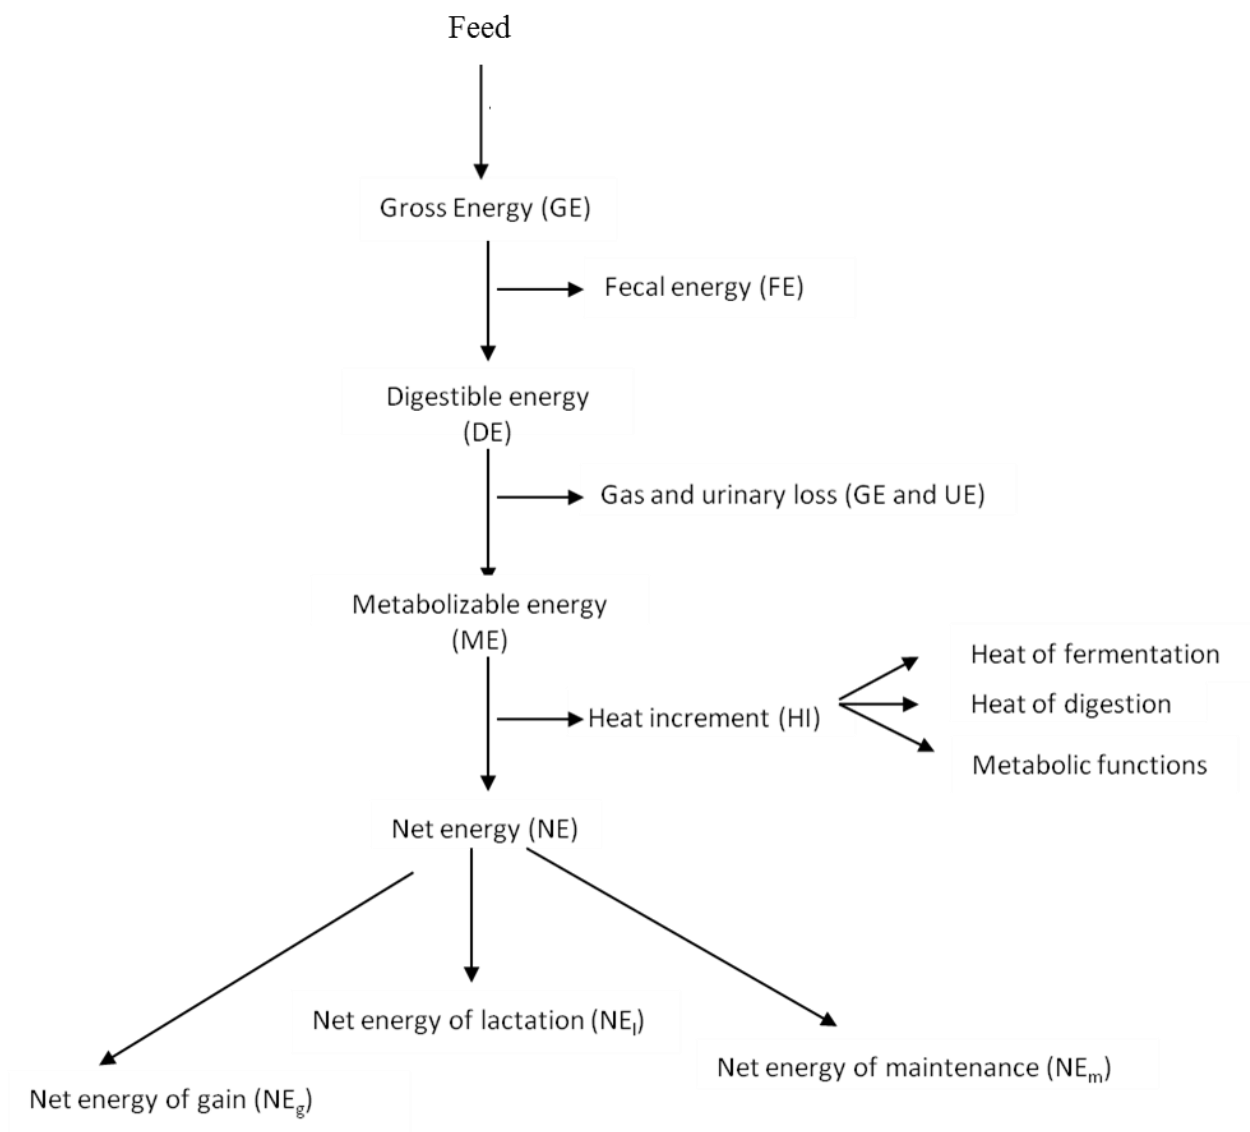 Feed
Gross Energy (GE)
Fecal energy (FE)
Digestible energy
(DE)
Gas and urinary loss (GE and UE)
Metabolizable energy
(ME)
Heat increment (HI)
Heat of fermentation
Heat of digestion
Metabolic functions
Net energy (NE)
Net energy of lactation (NEl)
Net energy of maintenance (NEm)
Net energy of gain (NEg)